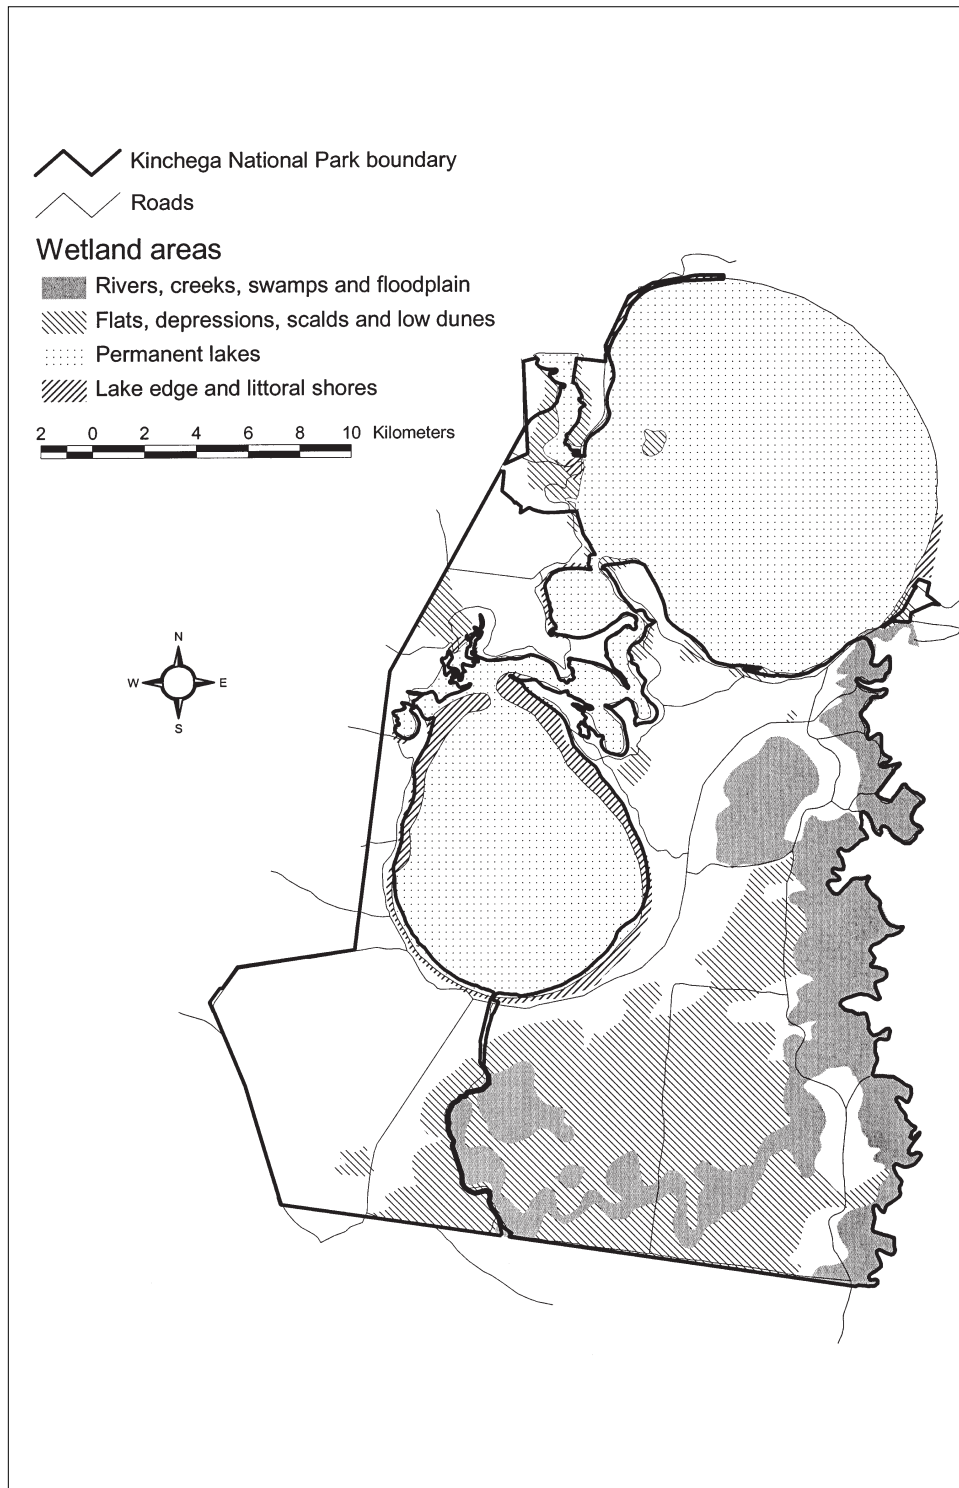 Kinchega National Park boundary
Roads
Wetland areas
Rivers, creeks, swamps and floodplain
Flats, depressions, scalds and low dunes
Permanent lakes
Lake edge and littoral shores
2 0 2 4 6 8 10 Kilometers
N
W E
S